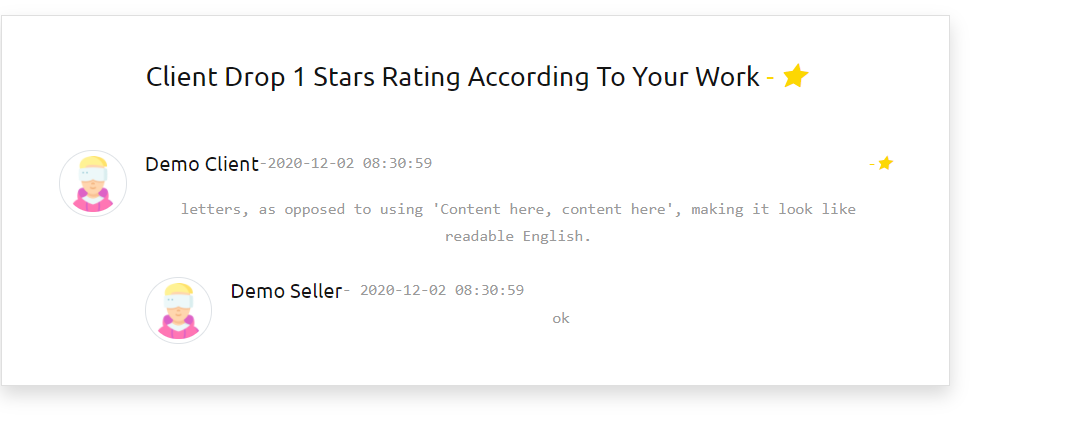 Client Drop 1 Stars Rating According To Your Work - ★
Demo Client-2020-12-02 08:30:59 -★
letters, as opposed to using 'Content here, content here', making it look like
readable English.
Demo Seller- 2020-12-02 08:30:59
ok